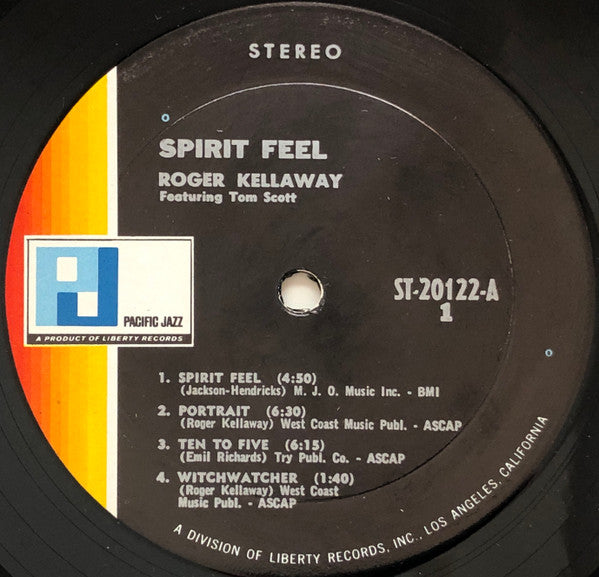 STEREO
SPIRIT FEEL
ROGER KELLAWAY
Featuring Tom Scott
PJ
PACIFIC JAZZ
A PRODUCT OF LIBERTY RECORDS
ST-20122-A
1
1. SPIRIT FEEL (4:50)
(Jackson-Hendricks) M. J. O. Music Inc. - BMI
2. PORTRAIT (6:30)
(Roger Kellaway) West Coast Music Publ. - ASCAP
3. TEN TO FIVE (6:15)
(Emil Richards) Try Publ. Co. - ASCAP
4. WITCHWATCHER (1:40)
(Roger Kellaway) West Coast
Music Publ. - ASCAP
A DIVISION OF LIBERTY RECORDS, INC., LOS ANGELES, CALIFORNIA